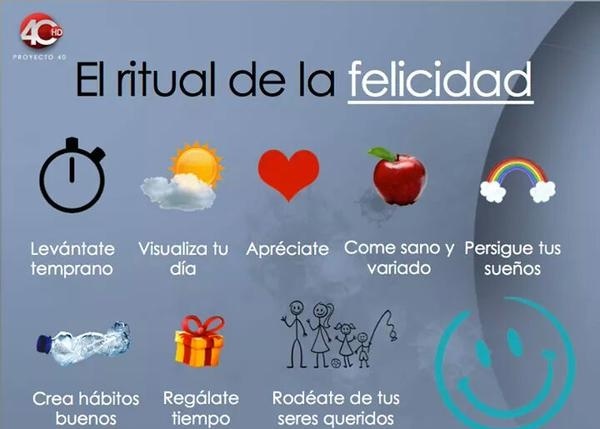 40 HD
PROYECTO 40
El ritual de la felicidad
Levántate
temprano
Visualiza tu
día
Apréciate
Come sano y
variado
Persigue tus
sueños
Crea hábitos
buenos
Regálate
tiempo
Rodéate de tus
seres queridos